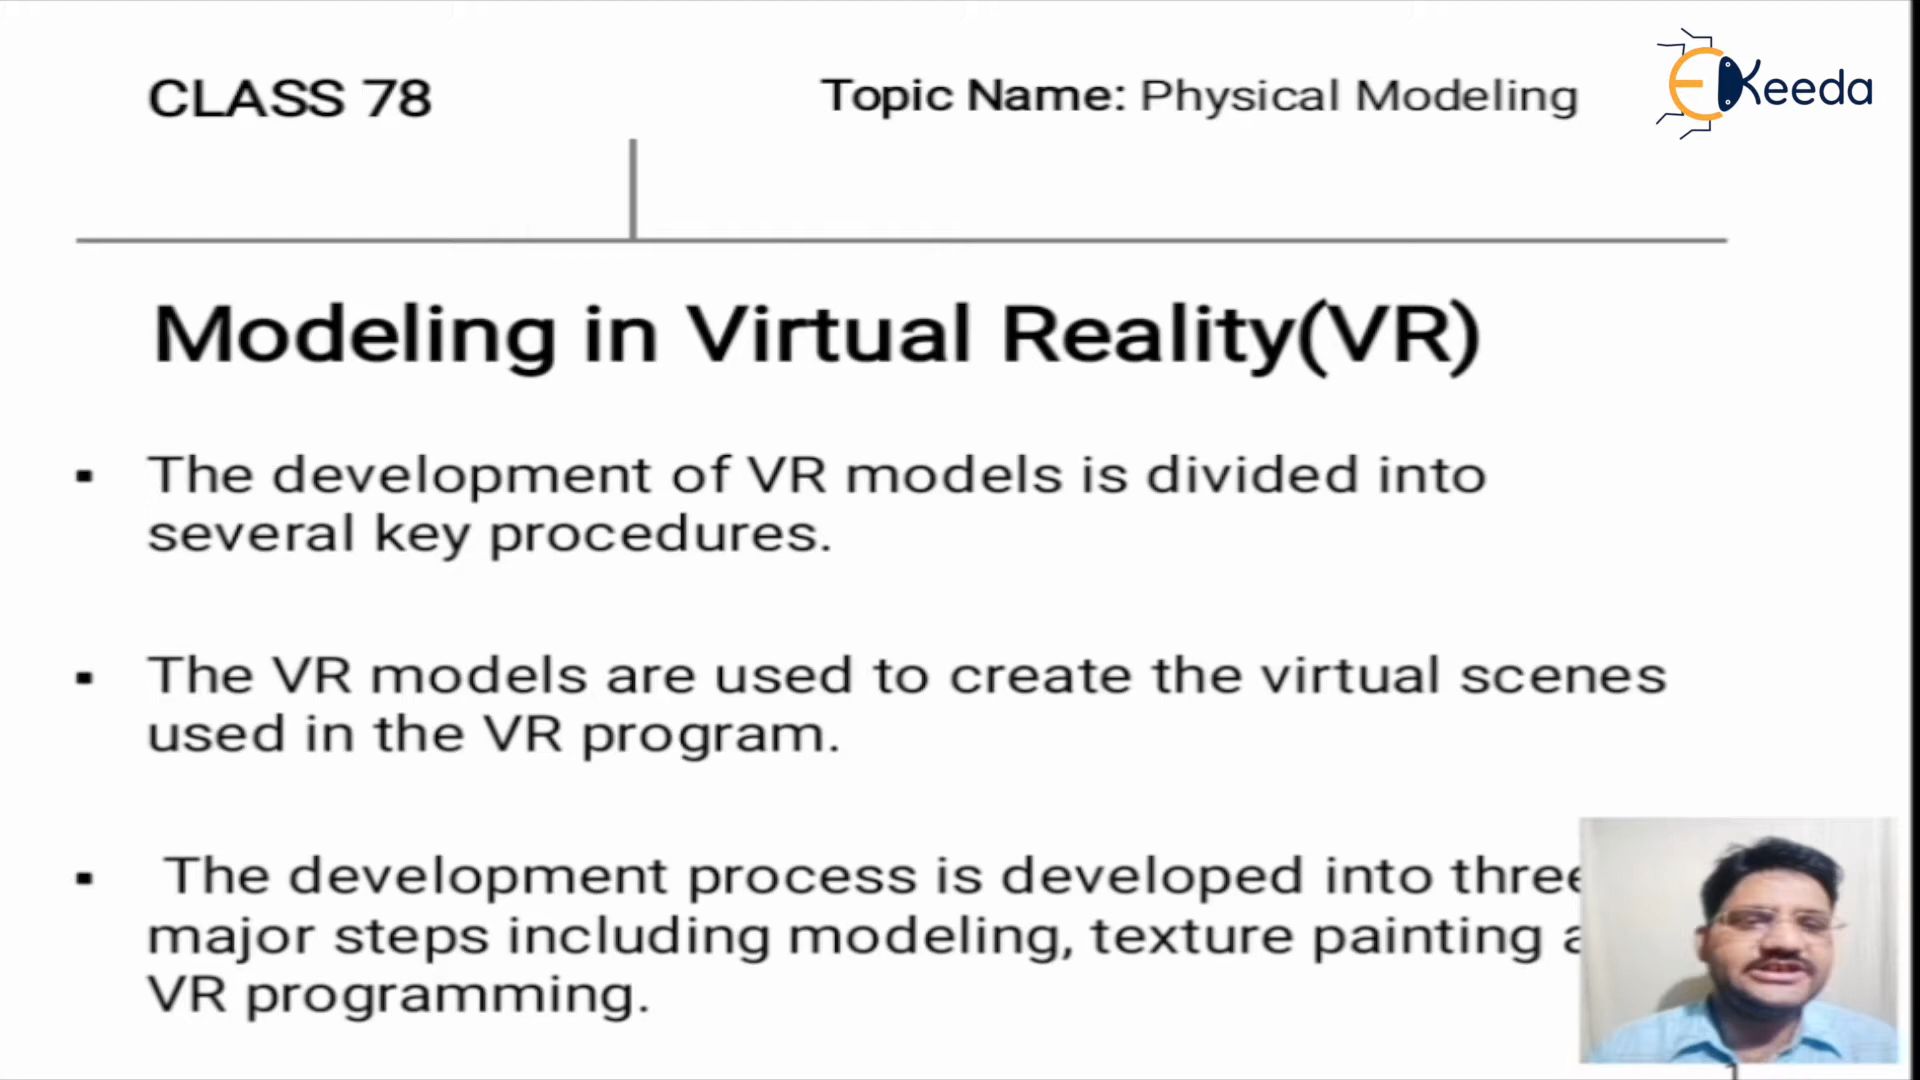 CLASS 78
Topic Name: Physical Modeling
EKeeda
Modeling in Virtual Reality(VR)
▪ The development of VR models is divided into
several key procedures.
▪ The VR models are used to create the virtual scenes
used in the VR program.
▪ The development process is developed into three
major steps including modeling, texture painting
VR programming.